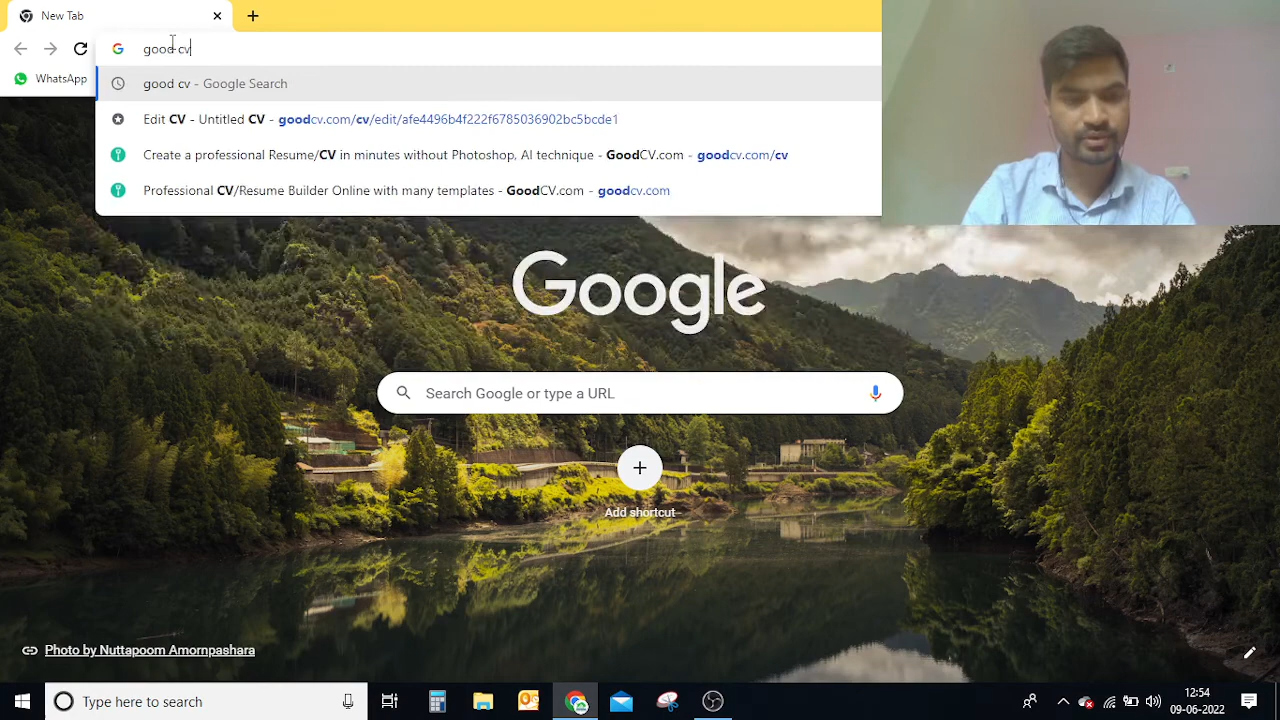 New Tab
good cv
WhatsApp
good cv - Google Search
Edit CV - Untitled CV - goodcv.com/cv/edit/afe4496b4f222f6785036902bc5bcde1
Create a professional Resume/CV in minutes without Photoshop, AI technique - GoodCV.com - goodcv.com/cv
Professional CV/Resume Builder Online with many templates - GoodCV.com - goodcv.com
Google
Search Google or type a URL
Add shortcut
Photo by Nuttapoom Amornpashara
Type here to search
12:54
09-06-2022